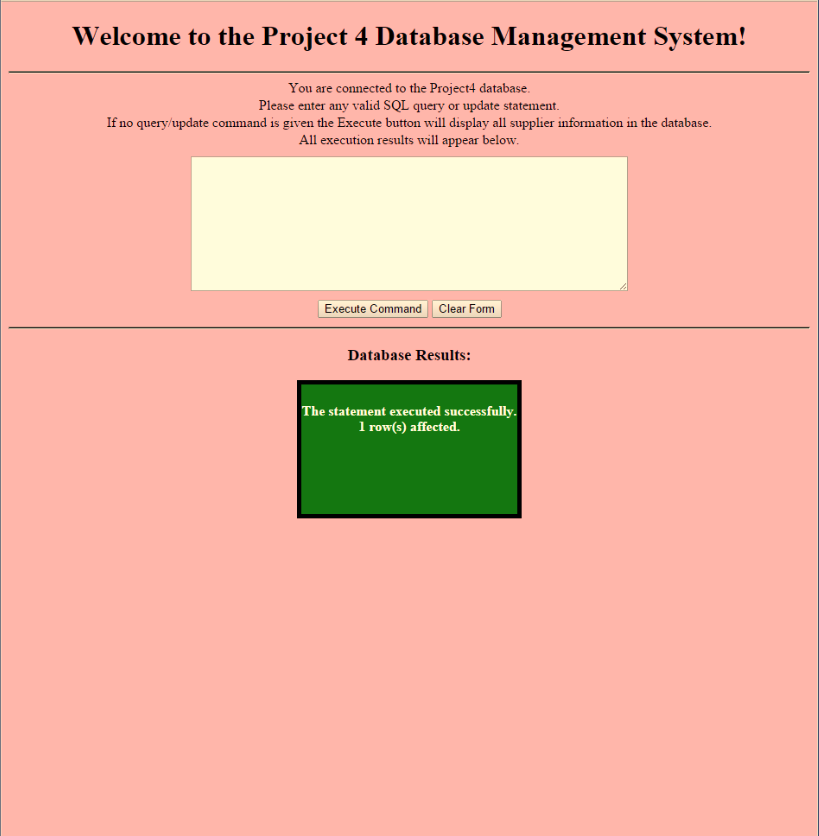 Welcome to the Project 4 Database Management System!
You are connected to the Project4 database.
Please enter any valid SQL query or update statement.
If no query/update command is given the Execute button will display all supplier information in the database.
All execution results will appear below.
Execute Command Clear Form
Database Results:
The statement executed successfully.
1 row(s) affected.